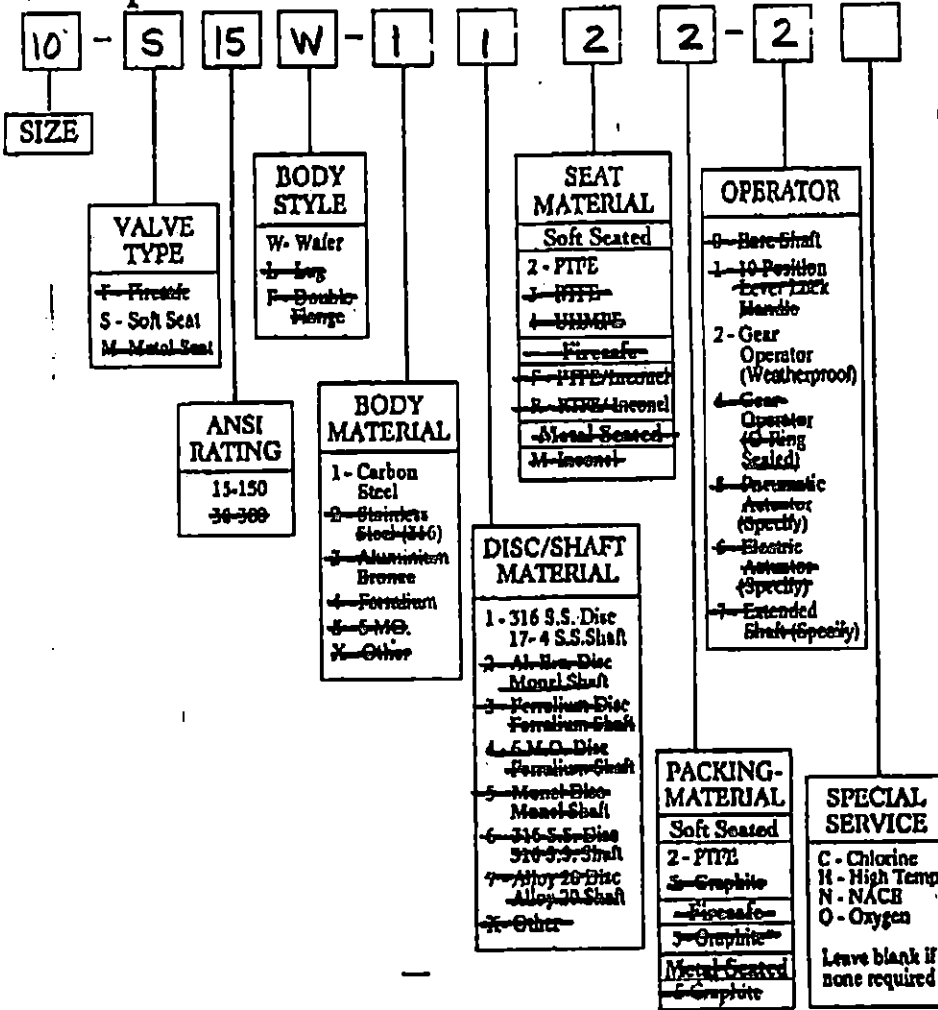 10 - S 15 W - 1 1 2 2 - 2
SIZE
VALVE
TYPE
F - Firesafe
S - Soft Seat
M - Metal Seat
ANSI
RATING
15-150
30-300
BODY
STYLE
W- Wafer
L - Lug
F - Double
Flange
BODY
MATERIAL
1 - Carbon
Steel
2 - Stainless
Steel (316)
3 - Aluminium
Bronze
4 - Ferralium
5 - 6 MO.
X - Other
DISC/SHAFT
MATERIAL
1 - 316 S.S. Disc
17- 4 S.S. Shaft
2 - Al. Brz. Disc
Monel Shaft
3 - Ferralium Disc
Ferralium Shaft
4 - 6 M.O. Disc
Ferralium Shaft
5 - Monel Disc
Monel Shaft
6 - 316 S.S. Disc
316 S.S. Shaft
7 - Alloy 20 Disc
Alloy 20 Shaft
X - Other
SEAT
MATERIAL
Soft Seated
2 - PTFE
3 -
4 - UHMPE
Firesafe
F - PTFE/Inconel
R - RTFE/Inconel
Metal Seated
M - Inconel
PACKING-
MATERIAL
Soft Seated
2 - PTFE
Graphite
Firesafe
Graphite
Metal Seated
Graphite
OPERATOR
0 - Bare Shaft
1 - 10 Position
Lever Lock
Handle
2 - Gear
Operator
(Weatherproof)
4 - Gear
Operator
(O-Ring
Sealed)
5 - Pneumatic
Actuator
(Specify)
6 - Electric
Actuator
(Specify)
7 - Extended
Shaft (Specify)
SPECIAL
SERVICE
C - Chlorine
H - High Temp
N - NACE
O - Oxygen
Leave blank if
none required